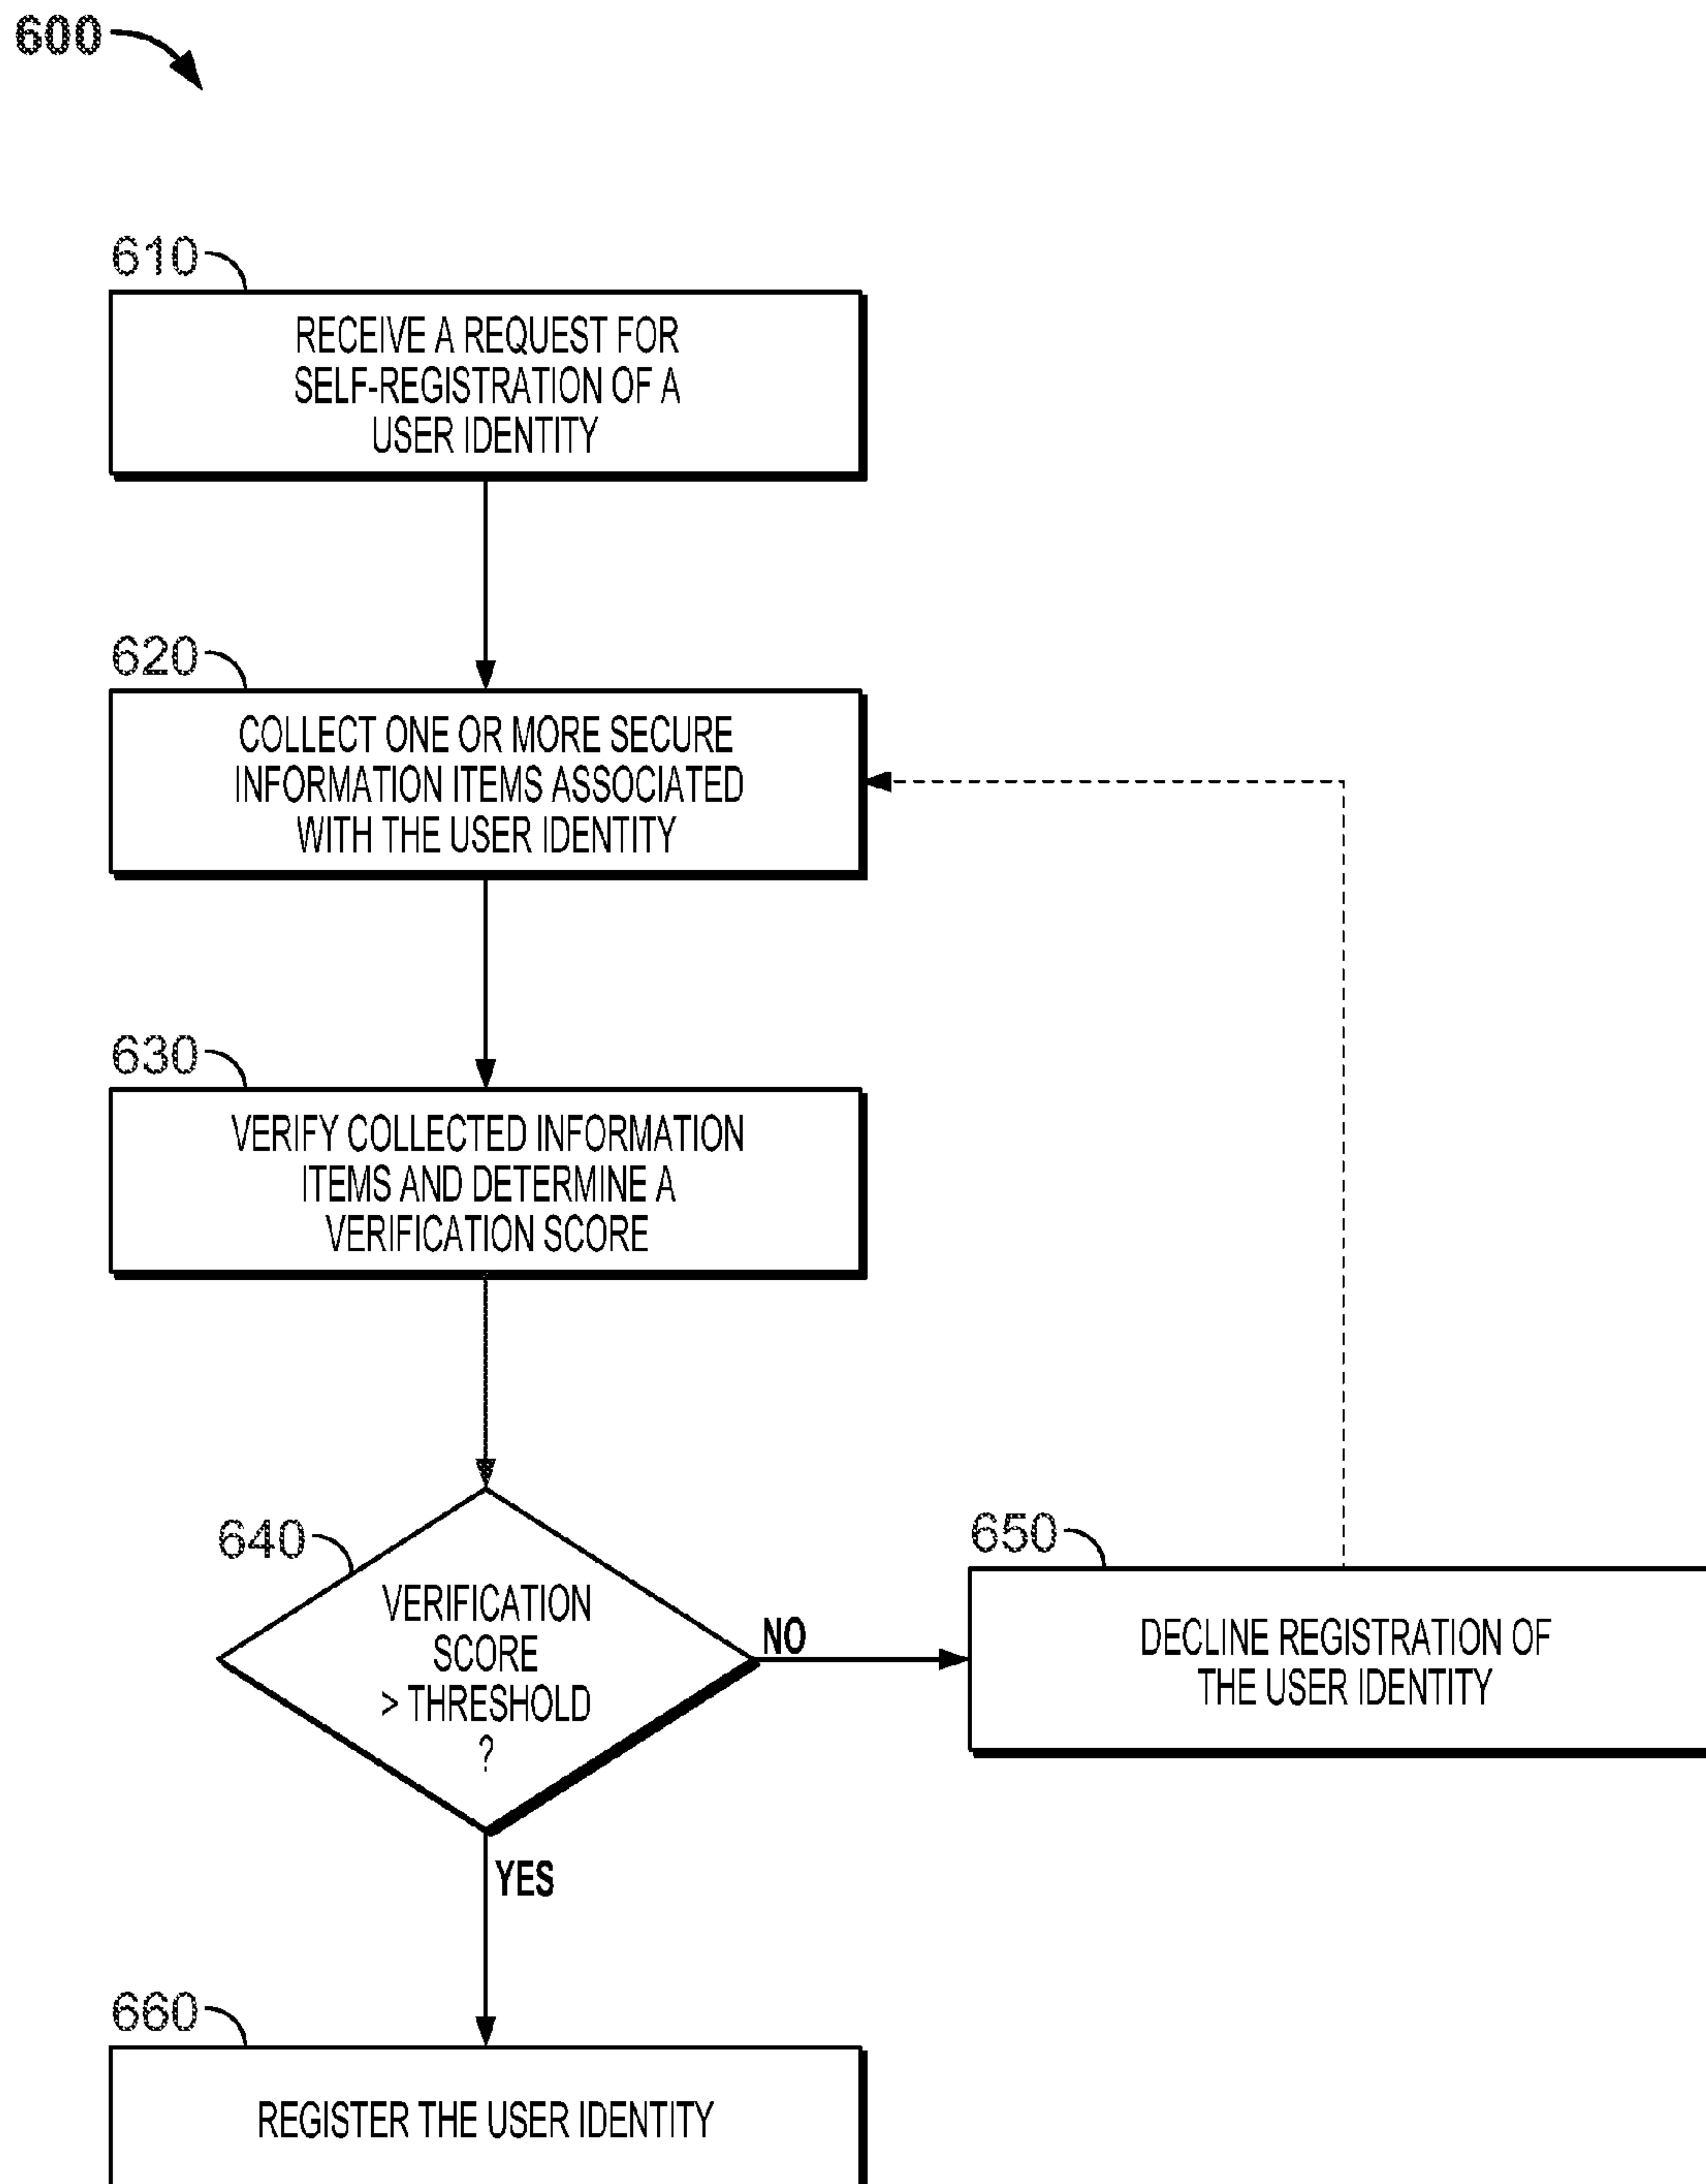 600
610
RECEIVE A REQUEST FOR
SELF-REGISTRATION OF A
USER IDENTITY
620
COLLECT ONE OR MORE SECURE
INFORMATION ITEMS ASSOCIATED
WITH THE USER IDENTITY
630
VERIFY COLLECTED INFORMATION
ITEMS AND DETERMINE A
VERIFICATION SCORE
640
VERIFICATION
SCORE
> THRESHOLD
?
NO
650
DECLINE REGISTRATION OF
THE USER IDENTITY
YES
660
REGISTER THE USER IDENTITY